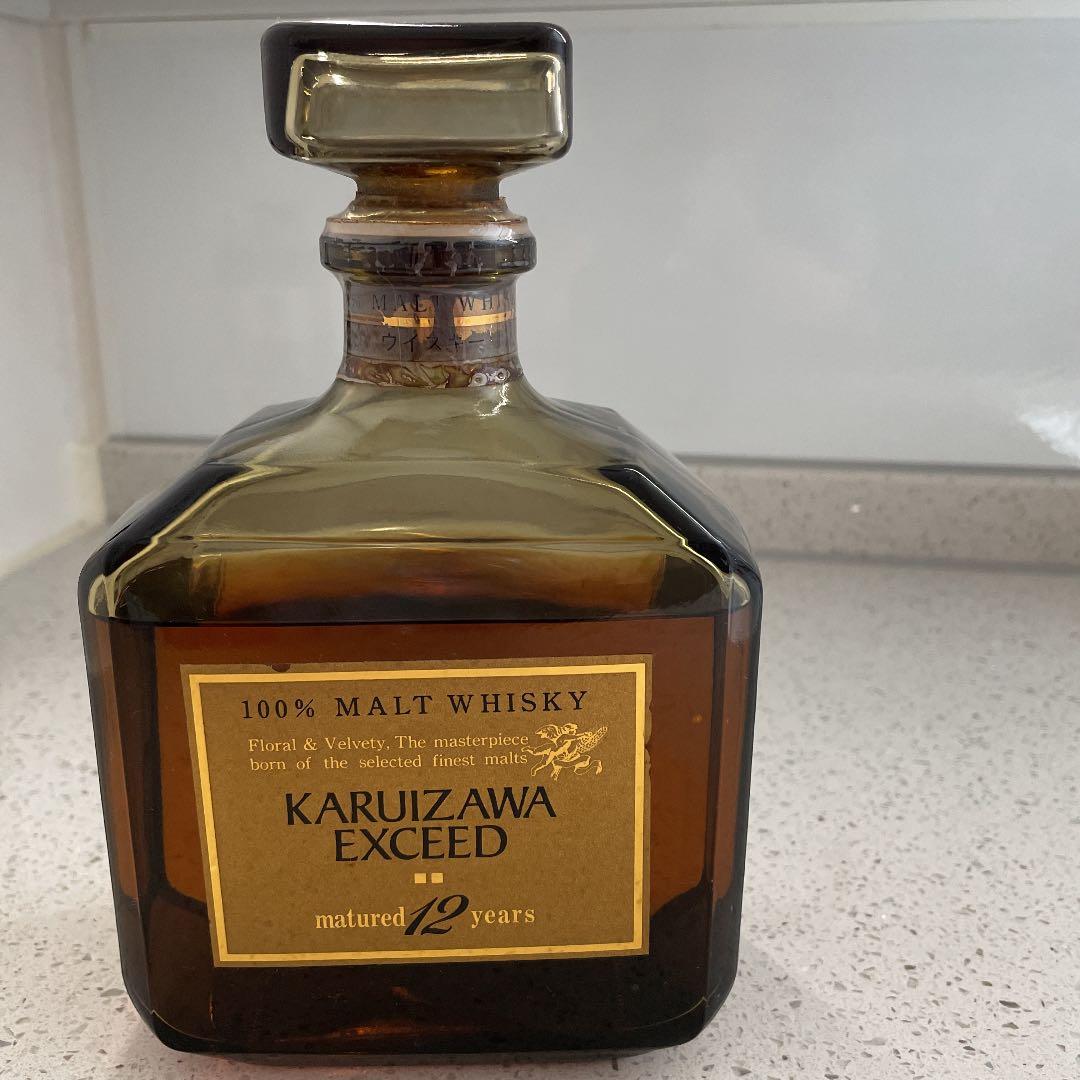 MALT WHIS
ウイスキー
100% MALT WHISKY
Floral & Velvety, The masterpiece
born of the selected finest malts
KARUIZAWA
EXCEED
matured 12 years